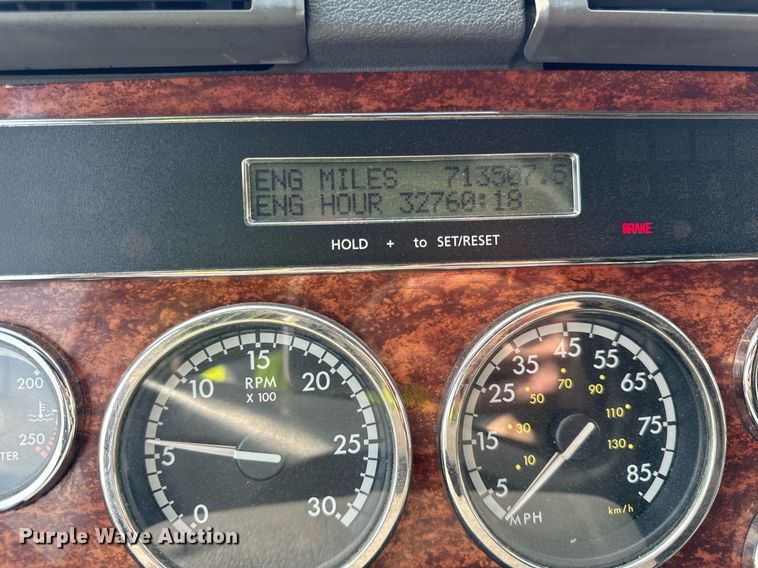 ENG MILES 713507.5
ENG HOUR 32760:18
HOLD + to SET/RESET
BRAKE
200
250
TER
0 5 10 15 20 25 30
RPM
X 100
5 15 25 35 45 55 65 75 85
10 30 50 70 90 110 130
MPH
km/h
Purple Wave Auction®